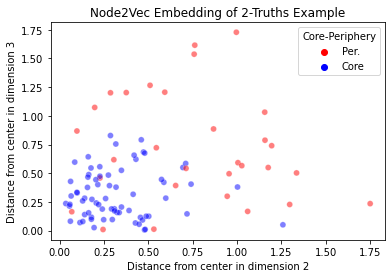 Node2Vec Embedding of 2-Truths Example
Core-Periphery
Per.
Core
Distance from center in dimension 3
1.75
1.50
1.25
1.00
0.75
0.50
0.25
0.00
0.00 0.25 0.50 0.75 1.00 1.25 1.50 1.75
Distance from center in dimension 2